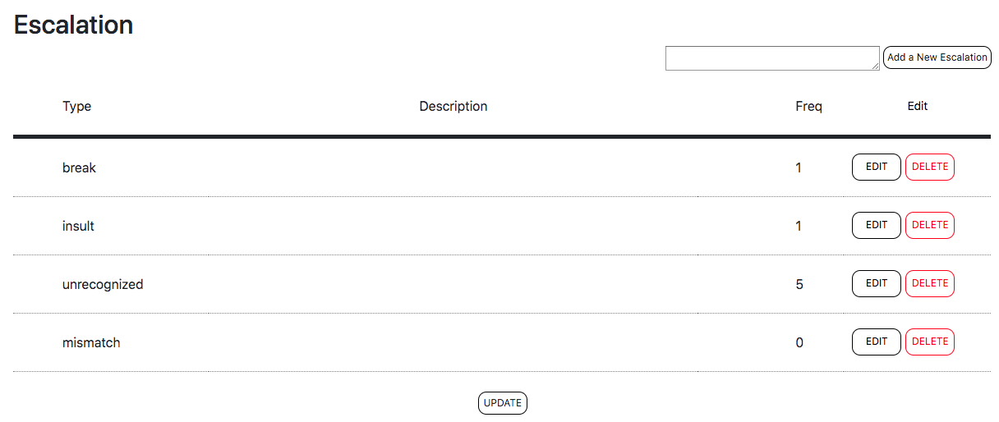 Escalation
Add a New Escalation
Type Description Freq Edit
break 1 EDIT DELETE
insult 1 EDIT DELETE
unrecognized 5 EDIT DELETE
mismatch 0 EDIT DELETE
UPDATE